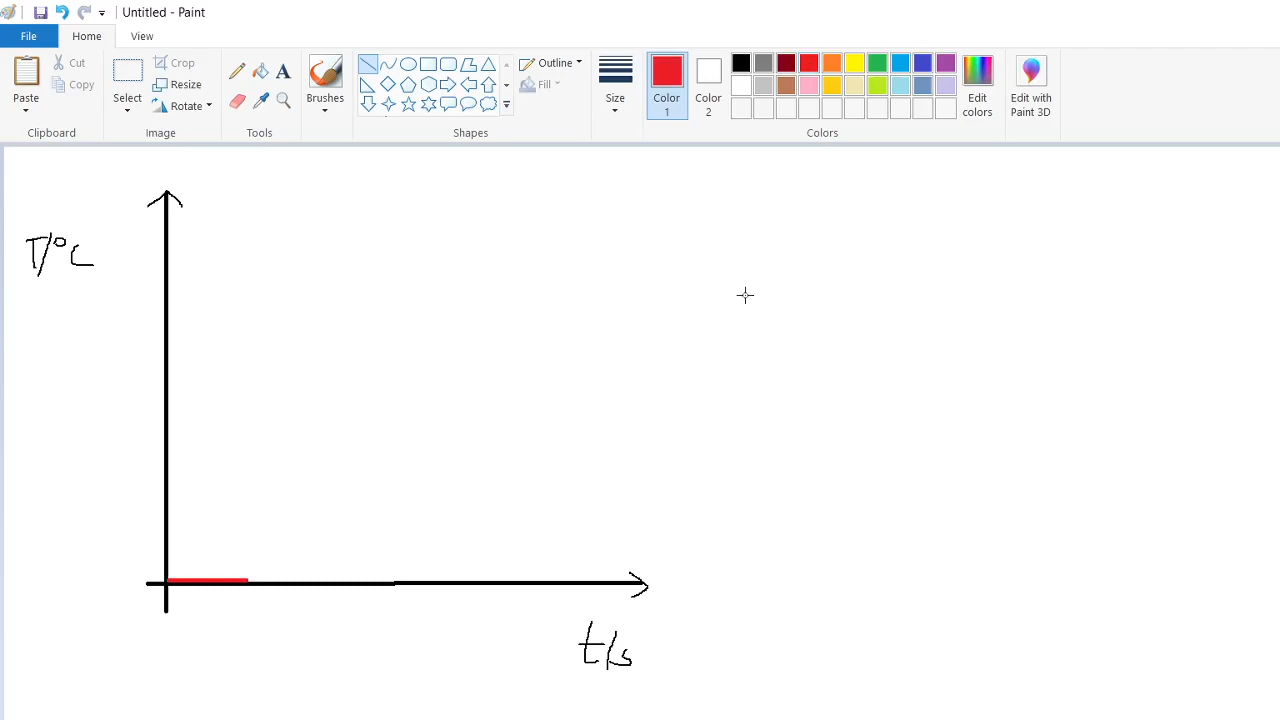 Untitled - Paint
File Home View
Paste
Cut
Copy
Clipboard
Select
Crop
Resize
Rotate
Image
A
Tools
Brushes
Outline
Fill
Shapes
Size
Color 1
Color 2
Colors
Edit colors
Edit with Paint 3D
T/°C
t/s